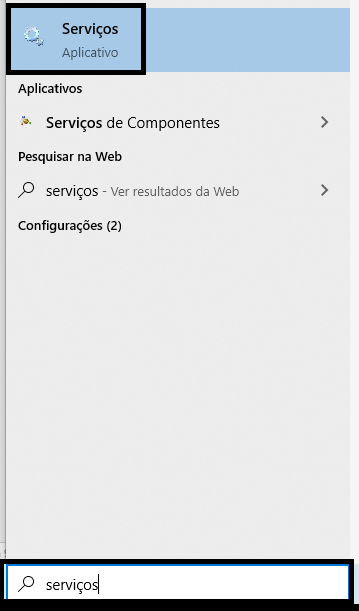 Serviços
Aplicativo
Aplicativos
Serviços de Componentes
Pesquisar na Web
serviços - Ver resultados da Web
Configurações (2)
serviços